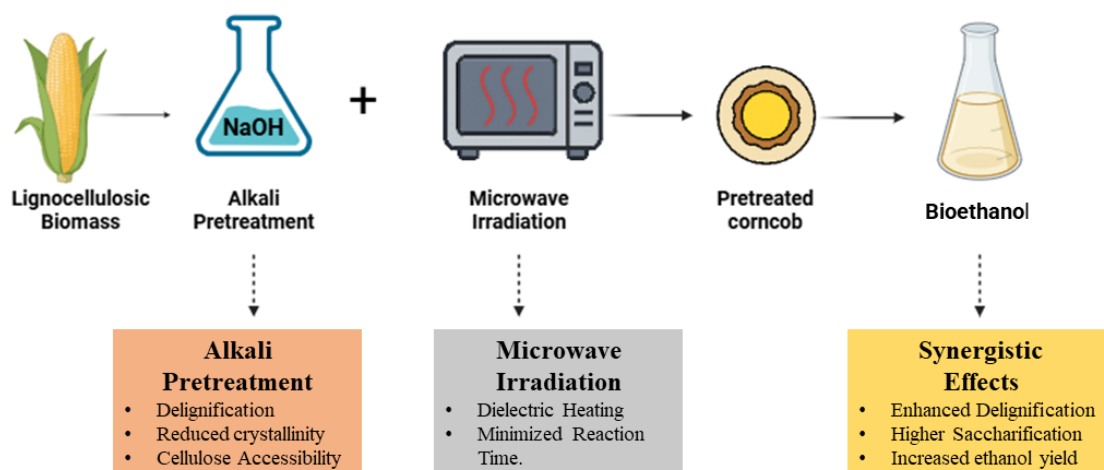 NaOH
+
Lignocellulosic
Biomass
Alkali
Pretreatment
Microwave
Irradiation
Pretreated
corncob
Bioethanol
Alkali
Pretreatment
• Delignification
• Reduced crystallinity
• Cellulose Accessibility
Microwave
Irradiation
• Dielectric Heating
• Minimized Reaction
Time.
Synergistic
Effects
• Enhanced Delignification
• Higher Saccharification
• Increased ethanol yield